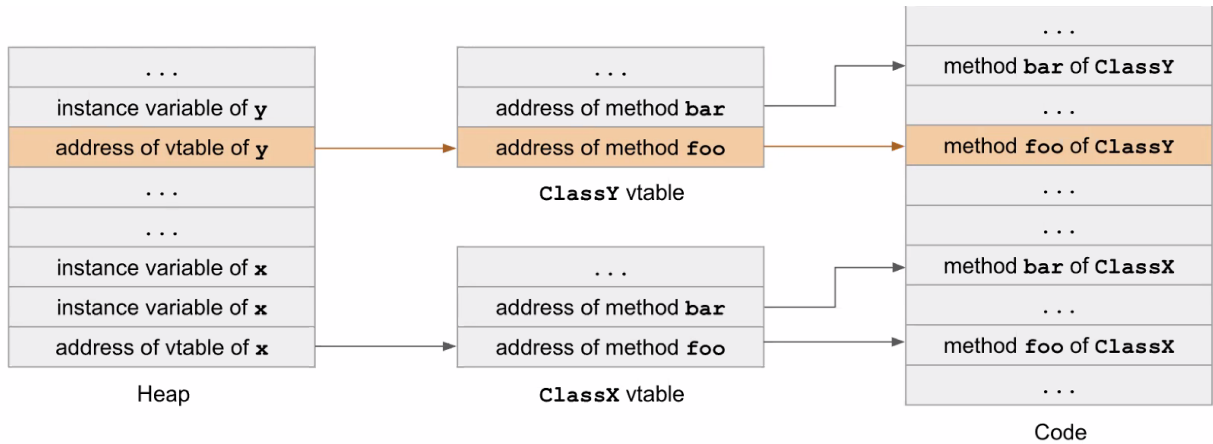 ...
instance variable of y
address of vtable of y
...
...
instance variable of x
instance variable of x
address of vtable of x
Heap
...
address of method bar
address of method foo
ClassY vtable
...
address of method bar
address of method foo
ClassX vtable
...
method bar of ClassY
...
method foo of ClassY
...
...
method bar of ClassX
...
method foo of ClassX
...
Code